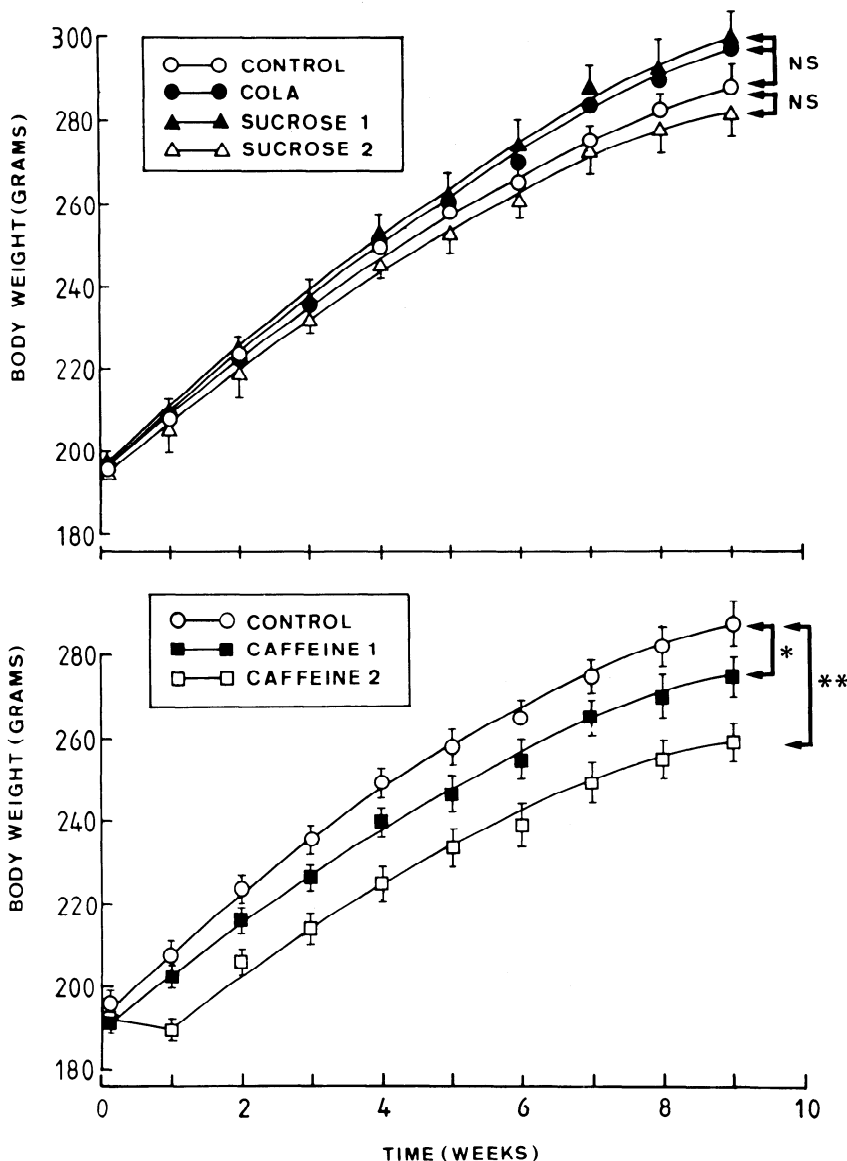 300
280
260
240
220
200
180
BODY WEIGHT (GRAMS)
CONTROL
COLA
SUCROSE 1
SUCROSE 2
NS
NS
280
260
240
220
200
180
BODY WEIGHT (GRAMS)
CONTROL
CAFFEINE 1
CAFFEINE 2
*
**
0 2 4 6 8 10
TIME (WEEKS)